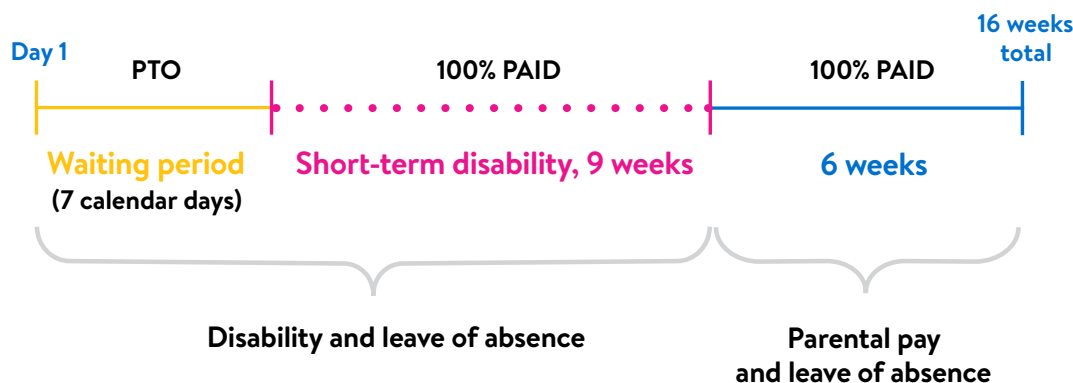 Day 1
PTO
100% PAID
100% PAID
16 weeks
total
Waiting period
(7 calendar days)
Short-term disability, 9 weeks
6 weeks
Disability and leave of absence
Parental pay
and leave of absence